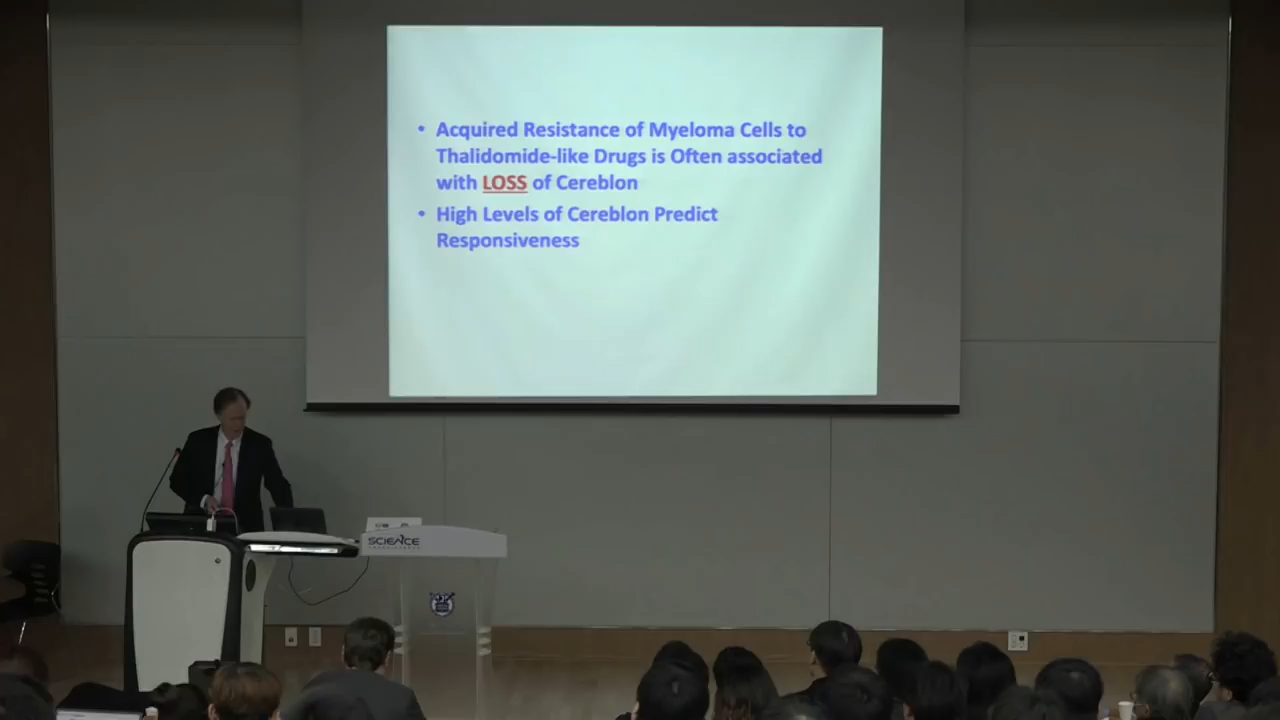 • Acquired Resistance of Myeloma Cells to
Thalidomide-like Drugs is Often associated
with LOSS of Cereblon
• High Levels of Cereblon Predict
Responsiveness
SCIENCE